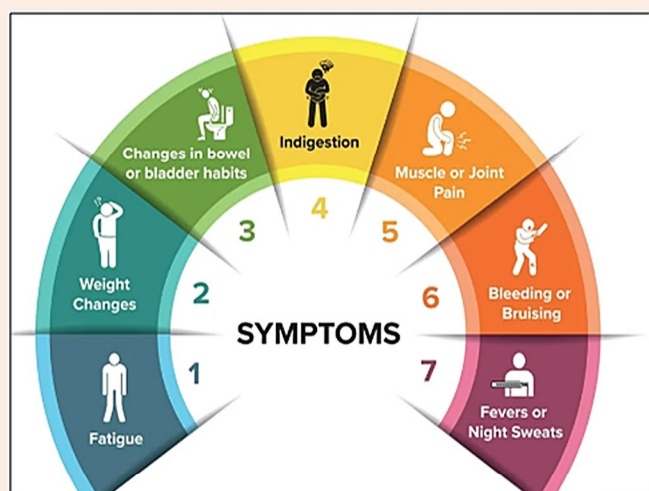 Indigestion
Changes in bowel
or bladder habits
Muscle or Joint
Pain
4
3
5
Weight
Changes
2
6
Bleeding or
Bruising
SYMPTOMS
1
7
Fatigue
Fevers or
Night Sweats